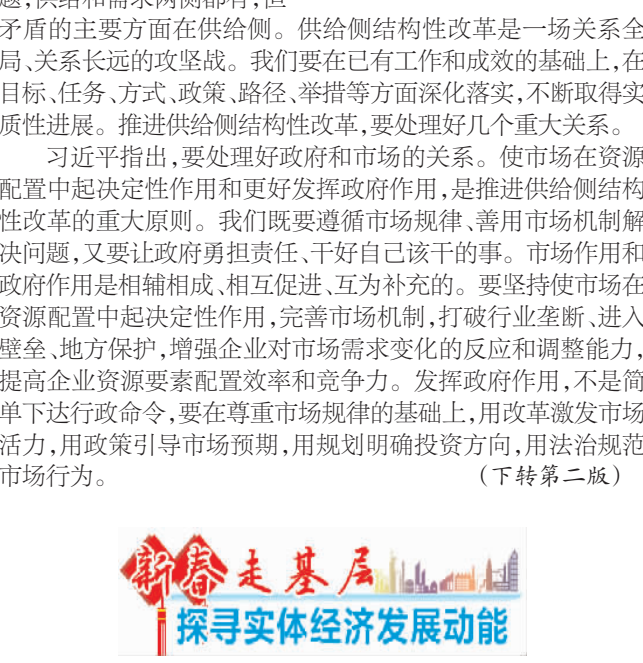 题，供给和需求两侧都有，但
矛盾的主要方面在供给侧。供给侧结构性改革是一场关系全
局、关系长远的攻坚战。我们要在已有工作和成效的基础上，在
目标、任务、方式、政策、路径、举措等方面深化落实，不断取得实
质性进展。推进供给侧结构性改革，要处理好几个重大关系。
习近平指出，要处理好政府和市场的关系。使市场在资源
配置中起决定性作用和更好发挥政府作用，是推进供给侧结构
性改革的重大原则。我们既要遵循市场规律、善用市场机制解
决问题，又要让政府勇担责任、干好自己该干的事。市场作用和
政府作用是相辅相成、相互促进、互为补充的。要坚持使市场在
资源配置中起决定性作用，完善市场机制，打破行业垄断、进入
壁垒、地方保护，增强企业对市场需求变化的反应和调整能力，
提高企业资源要素配置效率和竞争力。发挥政府作用，不是简
单下达行政命令，要在尊重市场规律的基础上，用改革激发市场
活力，用政策引导市场预期，用规划明确投资方向，用法治规范
市场行为。 （下转第二版）
新春走基层
探寻实体经济发展动能